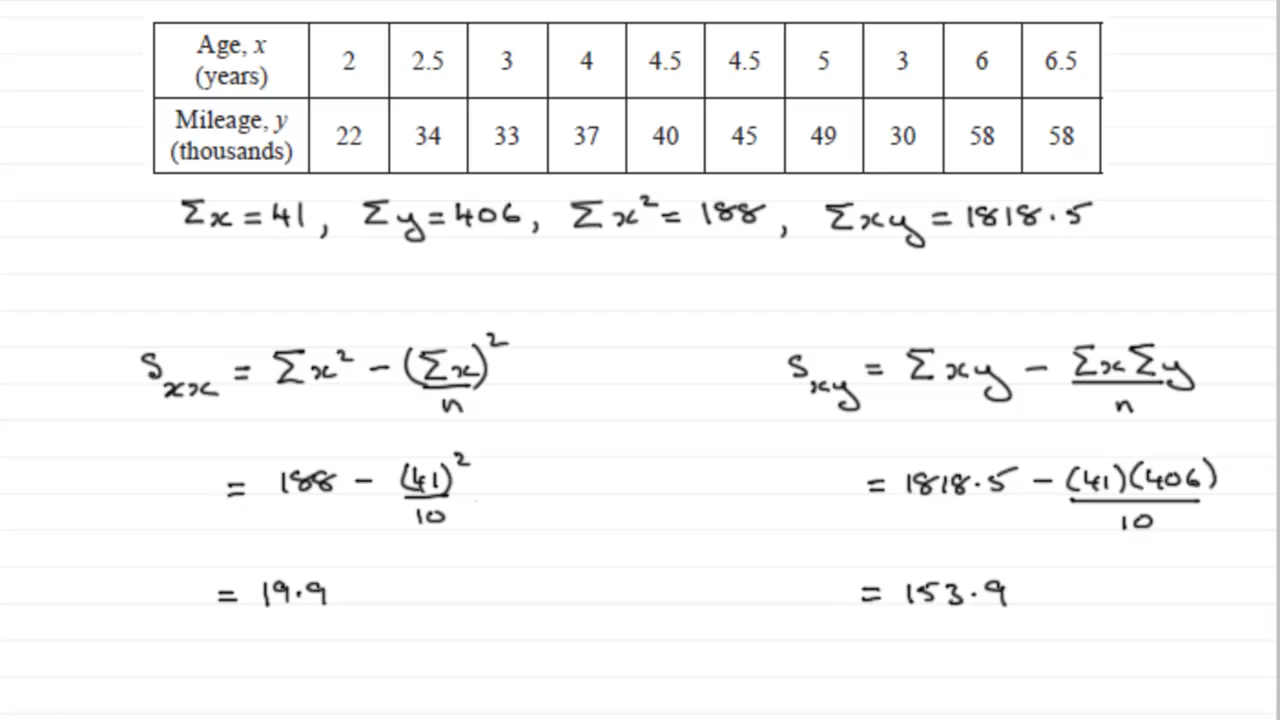 Age, x (years) 2 2.5 3 4 4.5 4.5 5 3 6 6.5
Mileage, y (thousands) 22 34 33 37 40 45 49 30 58 58
Σx = 41, Σy = 406, Σx² = 188, Σxy = 1818.5
S_xx = Σx² - (Σx)²/n
S_xy = Σxy - ΣxΣy/n
= 188 - (41)²/10
= 1818.5 - (41)(406)/10
= 19.9
= 153.9